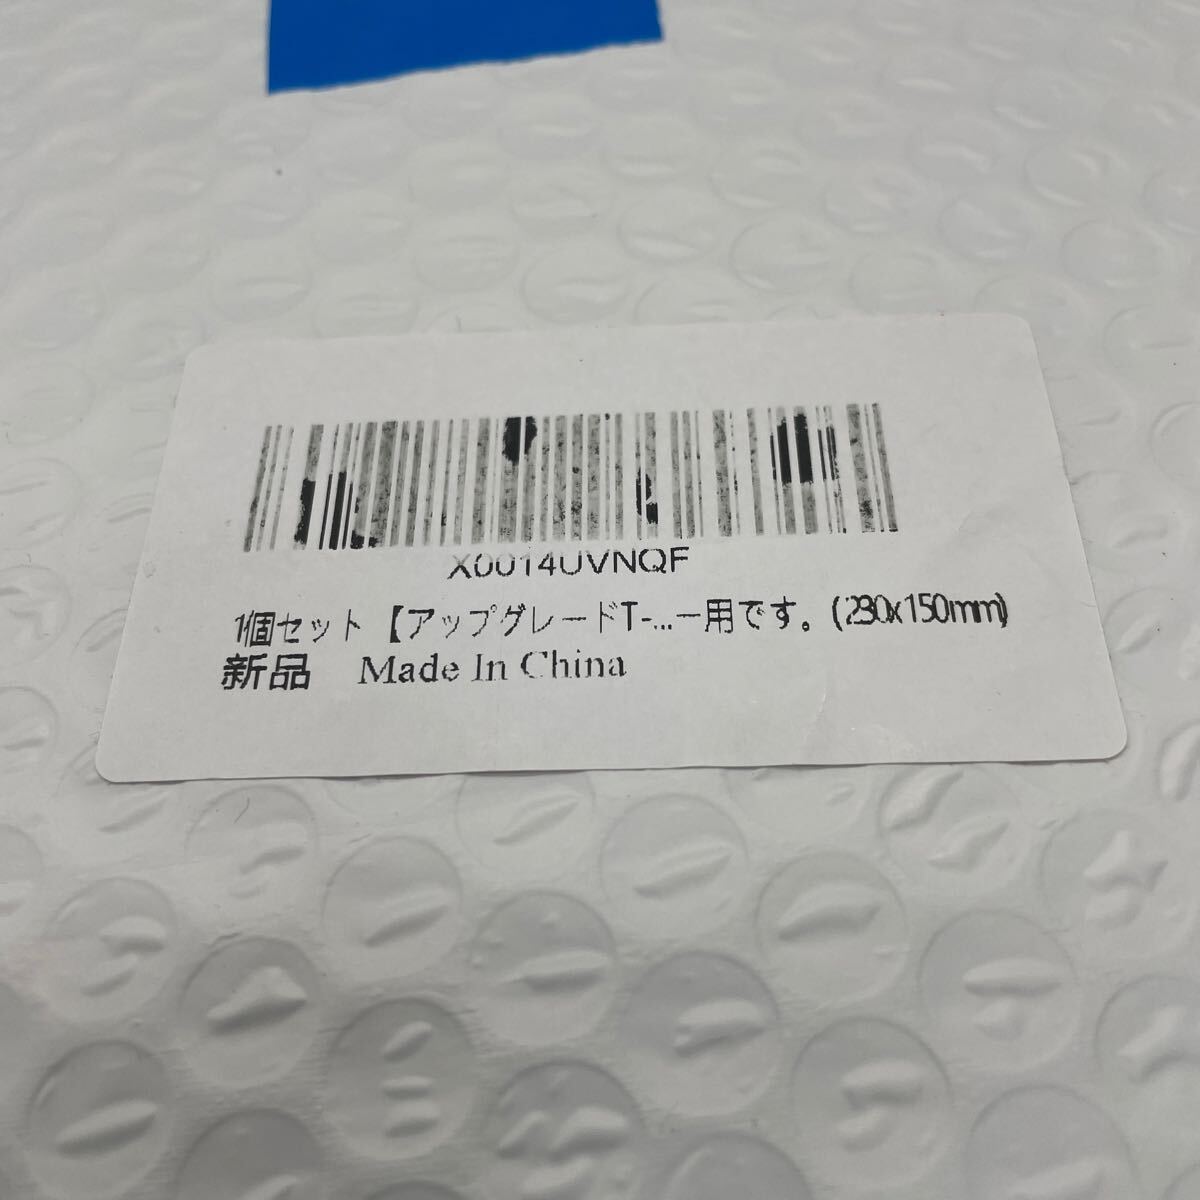 X0014UVNQF
1個セット【アップグレードT-...ー用です。(230x150mm)
新品 Made In China